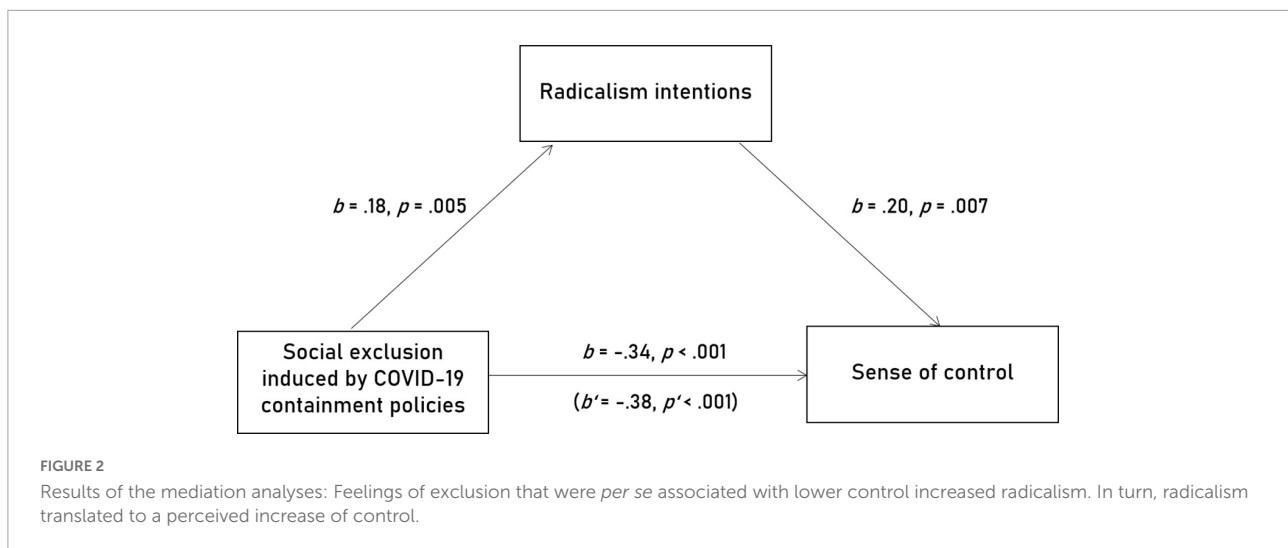 Radicalism intentions
b = .18, p = .005
b = .20, p = .007
Social exclusion
induced by COVID-19
containment policies
b = -.34, p < .001
(b‘ = -.38, p‘ < .001)
Sense of control
FIGURE 2
Results of the mediation analyses: Feelings of exclusion that were per se associated with lower control increased radicalism. In turn, radicalism
translated to a perceived increase of control.